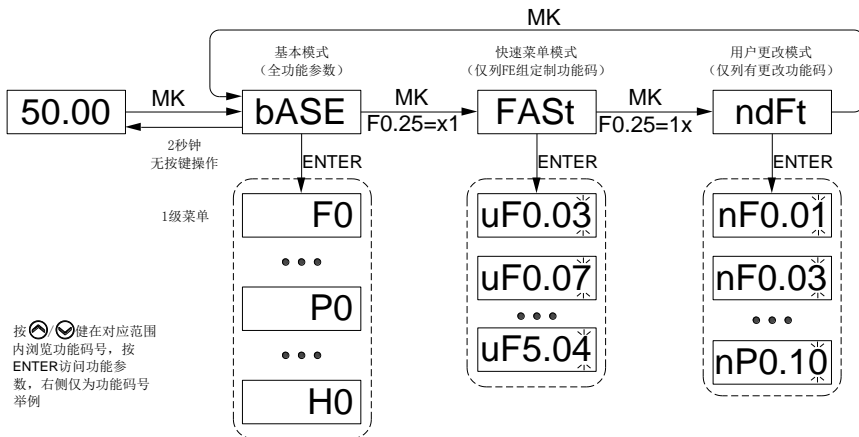 MK
基本模式
（全功能参数）
快速菜单模式
（仅列FE组定制功能码）
用户更改模式
（仅列有更改功能码）
50.00
MK
bASE
MK
F0.25=x1
FASt
MK
F0.25=1x
ndFt
2秒钟
无按键操作
ENTER
ENTER
ENTER
1级菜单
F0
uF0.03
nF0.01
P0
uF0.07
nF0.03
H0
uF5.04
nP0.10
按/健在对应范围
内浏览功能码号，按
ENTER访问功能参
数，右侧仅为功能码号
举例